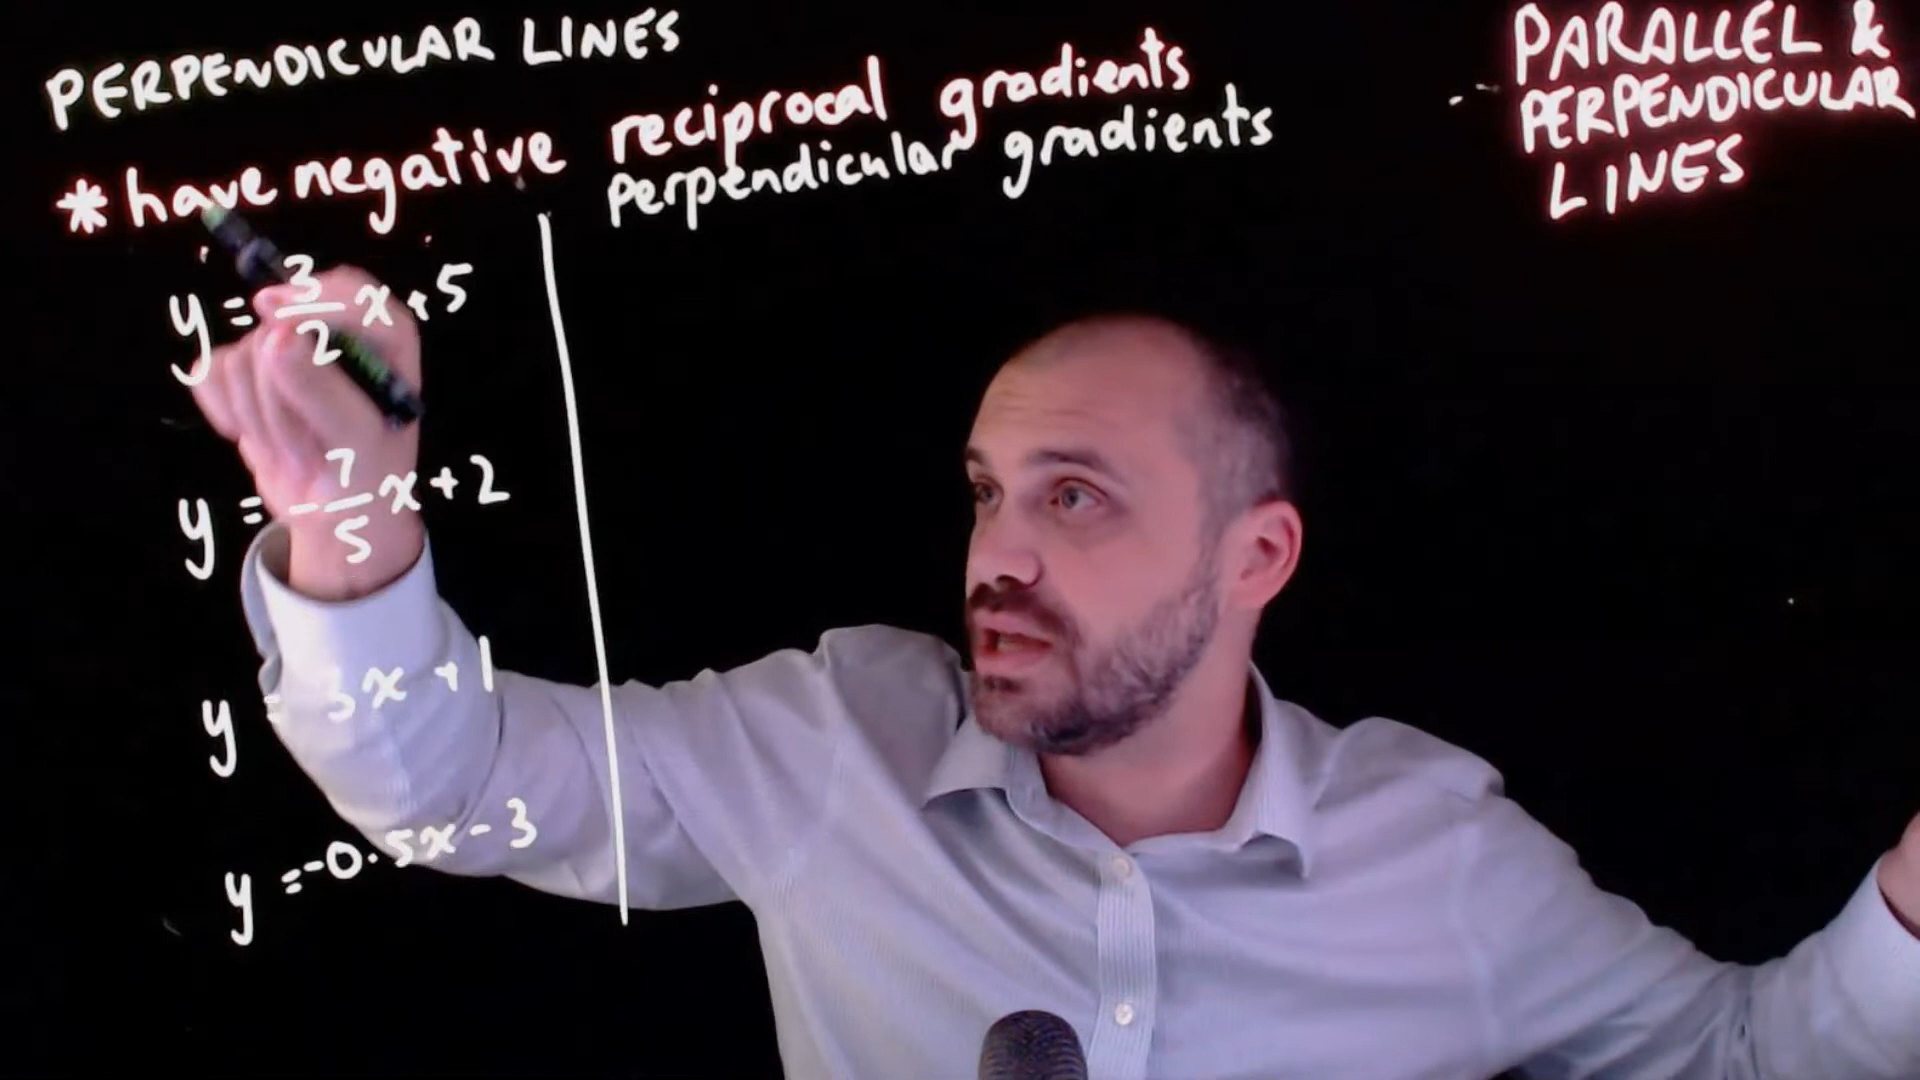 PERPENDICULAR LINES
* have negative reciprocal gradients
perpendicular gradients
y = 3/2 x + 5
y = -7/5 x + 2
y = 3x + 1
y = -0.5x - 3
PARALLEL &
PERPENDICULAR
LINES